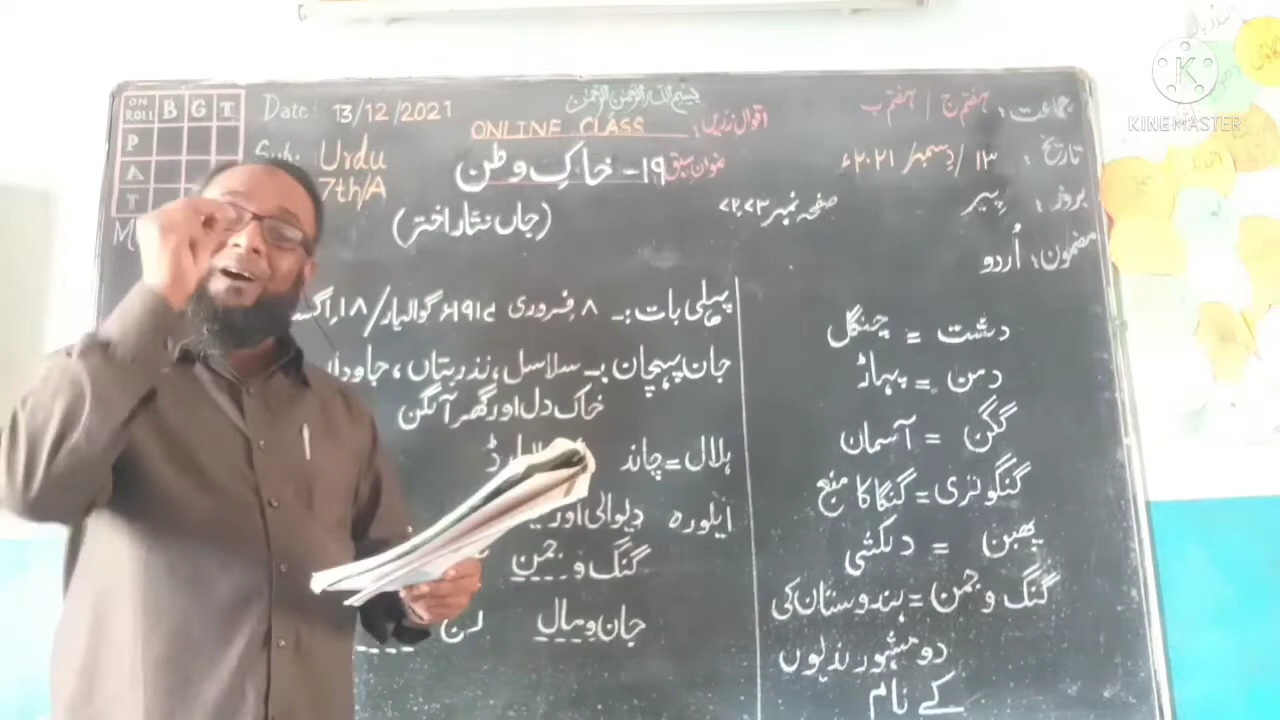 بسم اللہ الرحمٰن الرحیم
جماعت: ہفتم ج / ہفتم ب
اقوال زریں:
ONLINE CLASS
Date: 13/12/2021
ON ROLL B G T
P
A
T
تاریخ: ۱۳ / دسمبر / ۲۰۲۱ء
عنوان سبق ۱۹- خاکِ وطن
Sub: Urdu
7th/A
بروز: پیر
صفحہ نمبر ۷۲،۷۳
(جاں نثار اختر)
مضمون: اُردو
دشت = جنگل
دمن = پہاڑ
گگن = آسمان
گنگوتری = گنگا کا منبع
پھبن = دلکشی
گنگ و جمن = ہندوستان کی
دو مشہور ندیوں
کے نام
پہلی بات :- ۸ فروری ۱۹۱۴ء گوالیار / ۱۸ اگس
جان پہچان :- سلاسل، نذر بتاں، جاوداں،
خاک دل اور گھر آنگن
ہلال = چاند
ایلورہ دیوالی اور
گنگ و جمن
جان و مال
KINEMASTER